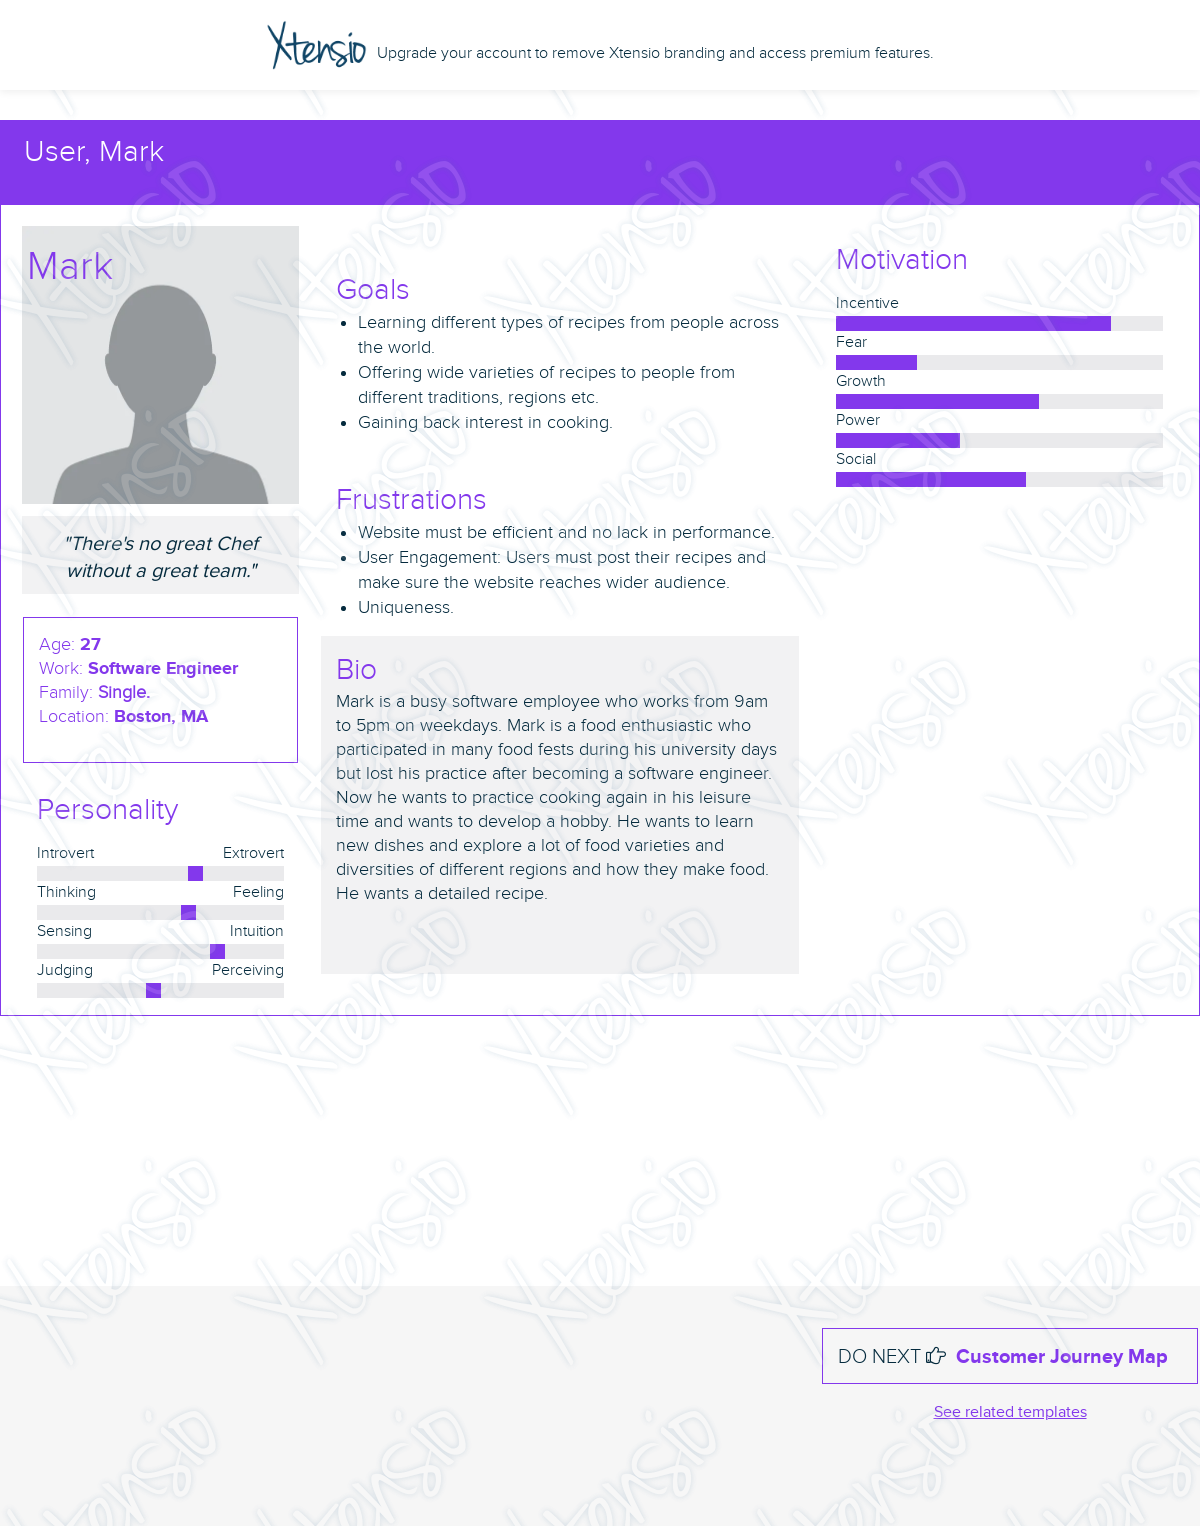 Xtensio Upgrade your account to remove Xtensio branding and access premium features.
User, Mark
Mark
"There's no great Chef
without a great team."
Age: 27
Work: Software Engineer
Family: Single.
Location: Boston, MA
Personality
Introvert Extrovert
Thinking Feeling
Sensing Intuition
Judging Perceiving
Goals
• Learning different types of recipes from people across
the world.
• Offering wide varieties of recipes to people from
different traditions, regions etc.
• Gaining back interest in cooking.
Frustrations
• Website must be efficient and no lack in performance.
• User Engagement: Users must post their recipes and
make sure the website reaches wider audience.
• Uniqueness.
Bio
Mark is a busy software employee who works from 9am
to 5pm on weekdays. Mark is a food enthusiastic who
participated in many food fests during his university days
but lost his practice after becoming a software engineer.
Now he wants to practice cooking again in his leisure
time and wants to develop a hobby. He wants to learn
new dishes and explore a lot of food varieties and
diversities of different regions and how they make food.
He wants a detailed recipe.
Motivation
Incentive
Fear
Growth
Power
Social
DO NEXT Customer Journey Map
See related templates